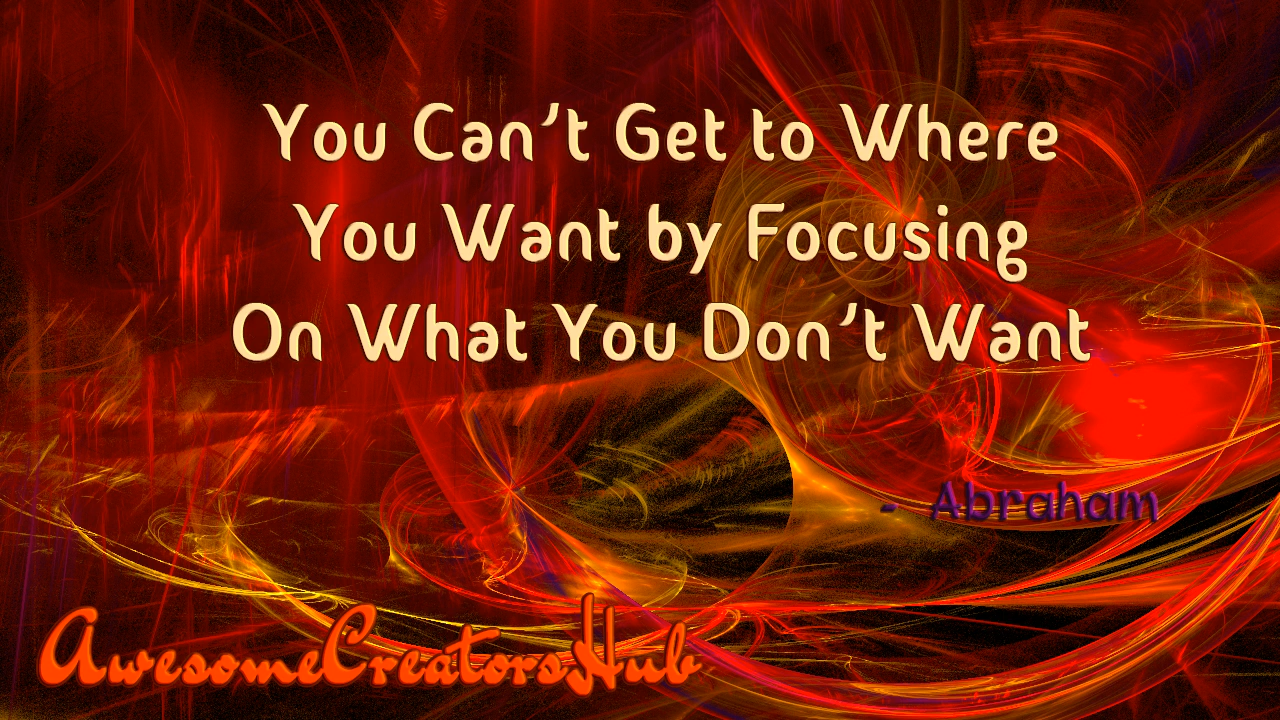 You Can't Get to Where
You Want by Focusing
On What You Don't Want
- Abraham
AwesomeCreatorsHub